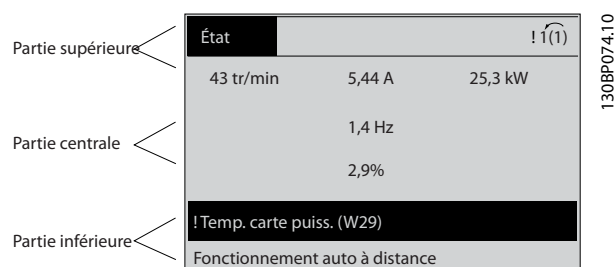 Partie supérieure
État
! 1(1)
43 tr/min 5,44 A 25,3 kW
Partie centrale
1,4 Hz
2,9%
! Temp. carte puiss. (W29)
Partie inférieure
Fonctionnement auto à distance
130BP074.10